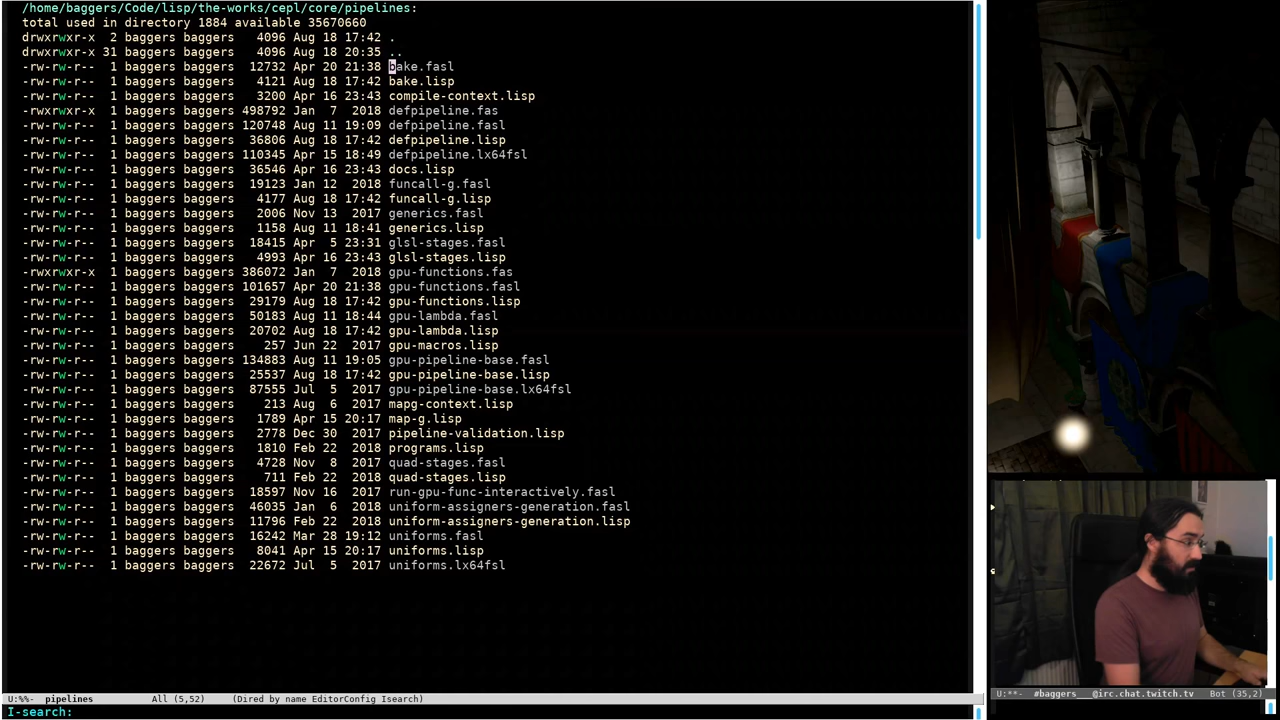 /home/baggers/Code/lisp/the-works/cepl/core/pipelines:
total used in directory 1884 available 35670660
drwxrwxr-x  2 baggers baggers   4096 Aug 18 17:42 .
drwxrwxr-x 31 baggers baggers   4096 Aug 18 20:35 ..
-rw-rw-r--  1 baggers baggers  12732 Apr 20 21:38 bake.fasl
-rw-rw-r--  1 baggers baggers   4121 Aug 18 17:42 bake.lisp
-rw-rw-r--  1 baggers baggers   3200 Apr 16 23:43 compile-context.lisp
-rwxrwxr-x  1 baggers baggers 498792 Jan  7  2018 defpipeline.fas
-rw-rw-r--  1 baggers baggers 120748 Aug 11 19:09 defpipeline.fasl
-rw-rw-r--  1 baggers baggers  36806 Aug 18 17:42 defpipeline.lisp
-rw-rw-r--  1 baggers baggers 110345 Apr 15 18:49 defpipeline.lx64fsl
-rw-rw-r--  1 baggers baggers  36546 Apr 16 23:43 docs.lisp
-rw-rw-r--  1 baggers baggers  19123 Jan 12  2018 funcall-g.fasl
-rw-rw-r--  1 baggers baggers   4177 Aug 18 17:42 funcall-g.lisp
-rw-rw-r--  1 baggers baggers   2006 Nov 13  2017 generics.fasl
-rw-rw-r--  1 baggers baggers   1158 Aug 11 18:41 generics.lisp
-rw-rw-r--  1 baggers baggers  18415 Apr  5 23:31 glsl-stages.fasl
-rw-rw-r--  1 baggers baggers   4993 Apr 16 23:43 glsl-stages.lisp
-rwxrwxr-x  1 baggers baggers 386072 Jan  7  2018 gpu-functions.fas
-rw-rw-r--  1 baggers baggers 101657 Apr 20 21:38 gpu-functions.fasl
-rw-rw-r--  1 baggers baggers  29179 Aug 18 17:42 gpu-functions.lisp
-rw-rw-r--  1 baggers baggers  50183 Aug 11 18:44 gpu-lambda.fasl
-rw-rw-r--  1 baggers baggers  20702 Aug 18 17:42 gpu-lambda.lisp
-rw-rw-r--  1 baggers baggers    257 Jun 22  2017 gpu-macros.lisp
-rw-rw-r--  1 baggers baggers 134883 Aug 11 19:05 gpu-pipeline-base.fasl
-rw-rw-r--  1 baggers baggers  25537 Aug 18 17:42 gpu-pipeline-base.lisp
-rw-rw-r--  1 baggers baggers  87555 Jul  5  2017 gpu-pipeline-base.lx64fsl
-rw-rw-r--  1 baggers baggers    213 Aug  6  2017 mapg-context.lisp
-rw-rw-r--  1 baggers baggers   1789 Apr 15 20:17 map-g.lisp
-rw-rw-r--  1 baggers baggers   2778 Dec 30  2017 pipeline-validation.lisp
-rw-rw-r--  1 baggers baggers   1810 Feb 22  2018 programs.lisp
-rw-rw-r--  1 baggers baggers   4728 Nov  8  2017 quad-stages.fasl
-rw-rw-r--  1 baggers baggers    711 Feb 22  2018 quad-stages.lisp
-rw-rw-r--  1 baggers baggers  18597 Nov 16  2017 run-gpu-func-interactively.fasl
-rw-rw-r--  1 baggers baggers  46035 Jan  6  2018 uniform-assigners-generation.fasl
-rw-rw-r--  1 baggers baggers  11796 Feb 22  2018 uniform-assigners-generation.lisp
-rw-rw-r--  1 baggers baggers  16242 Mar 28 19:12 uniforms.fasl
-rw-rw-r--  1 baggers baggers   8041 Apr 15 20:17 uniforms.lisp
-rw-rw-r--  1 baggers baggers  22672 Jul  5  2017 uniforms.lx64fsl
U:%%-  pipelines      All (5,52)    (Dired by name EditorConfig Isearch)
I-search:
U:**-  #baggers___@irc.chat.twitch.tv   Bot (35,2)